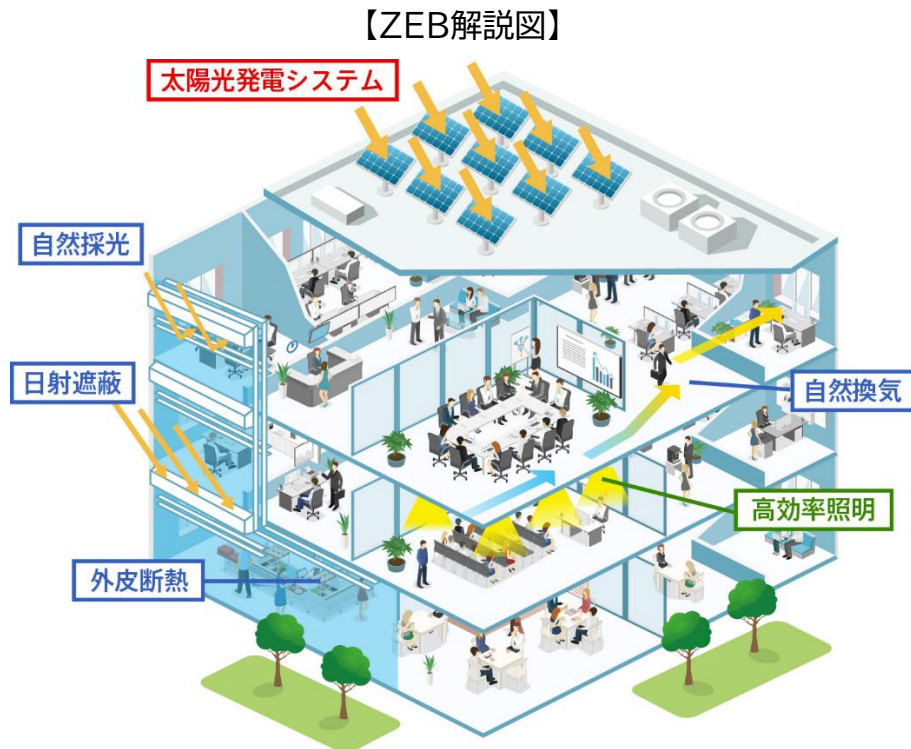 【ZEB解説図】
太陽光発電システム
自然採光
日射遮蔽
自然換気
高効率照明
外皮断熱